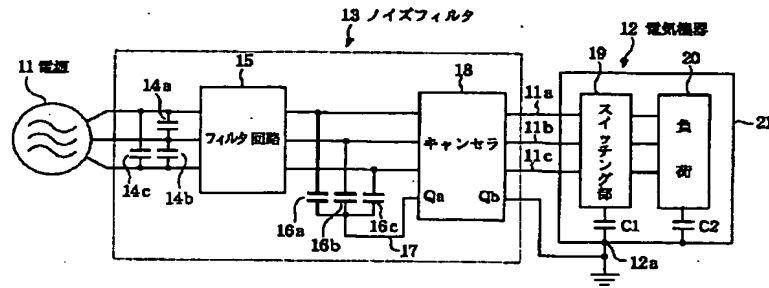 13 ノイズフィルタ
12 電気機器
11 電源
14a
15
18
11a
19
20
フィルタ回路
キャンセラ
11b
スイッチング部
負荷
21
11c
14c
14b
Qa
Qb
16a
16b
16c
17
C1
C2
12a